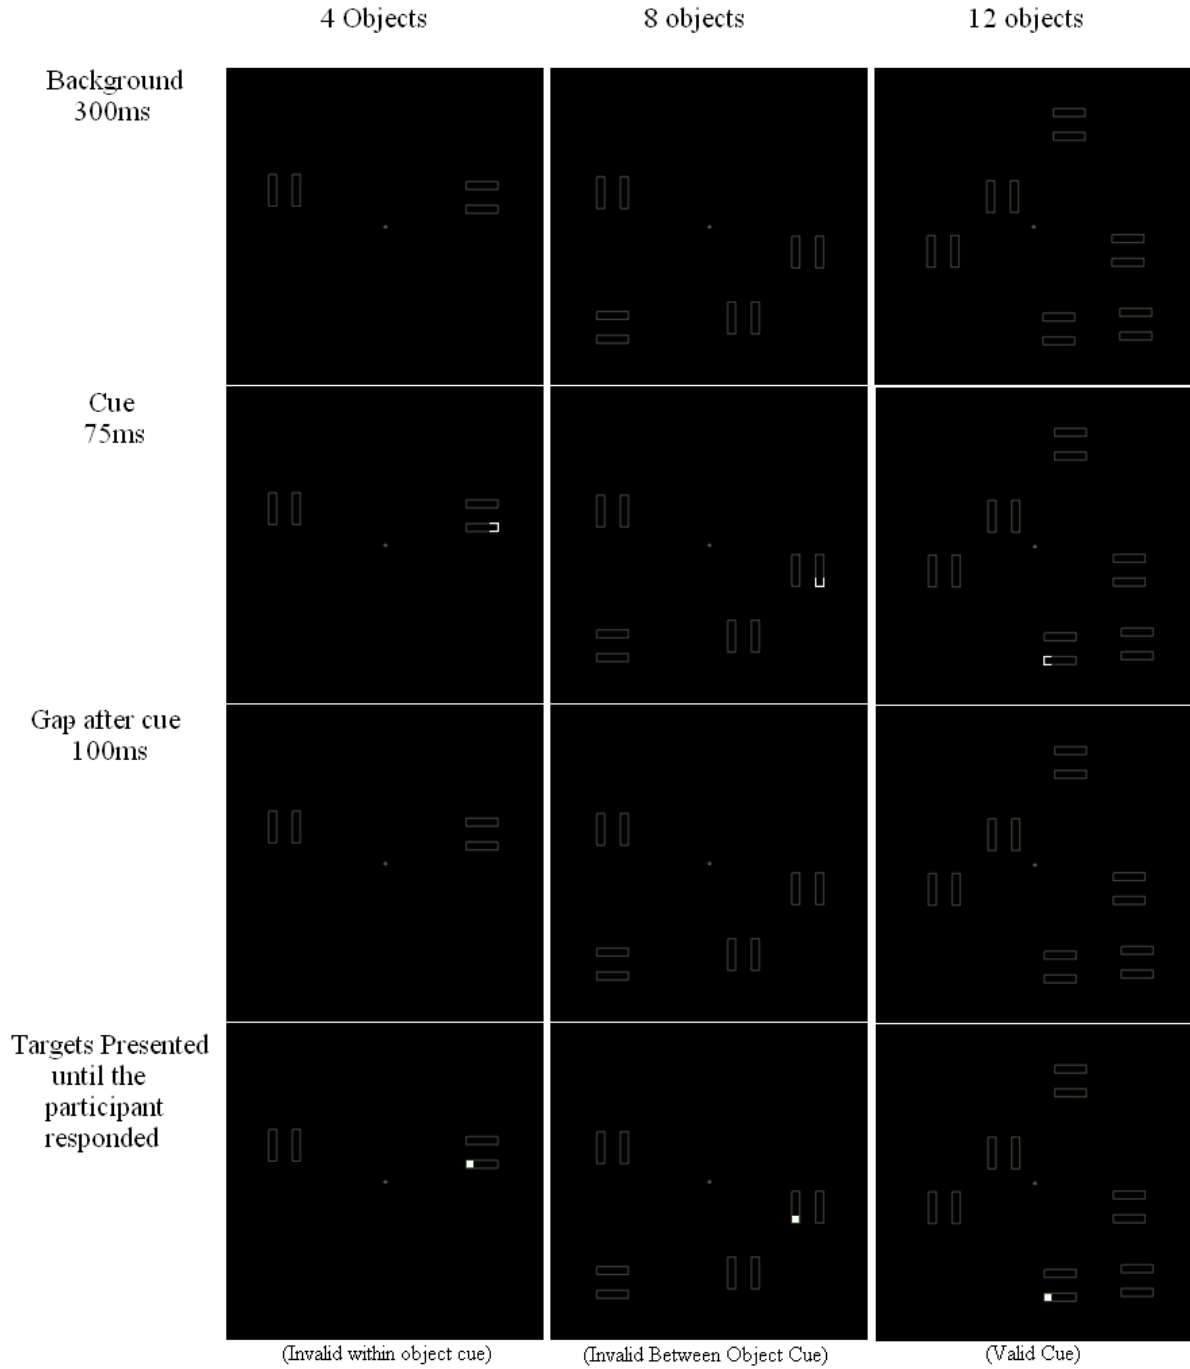 4 Objects
8 objects
12 objects
Background
300ms
Cue
75ms
Gap after cue
100ms
Targets Presented
until the
participant
responded
(Invalid within object cue)
(Invalid Between Object Cue)
(Valid Cue)